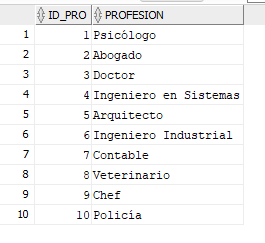 ID_PRO PROFESION
1 1 Psicólogo
2 2 Abogado
3 3 Doctor
4 4 Ingeniero en Sistemas
5 5 Arquitecto
6 6 Ingeniero Industrial
7 7 Contable
8 8 Veterinario
9 9 Chef
10 10 Policía